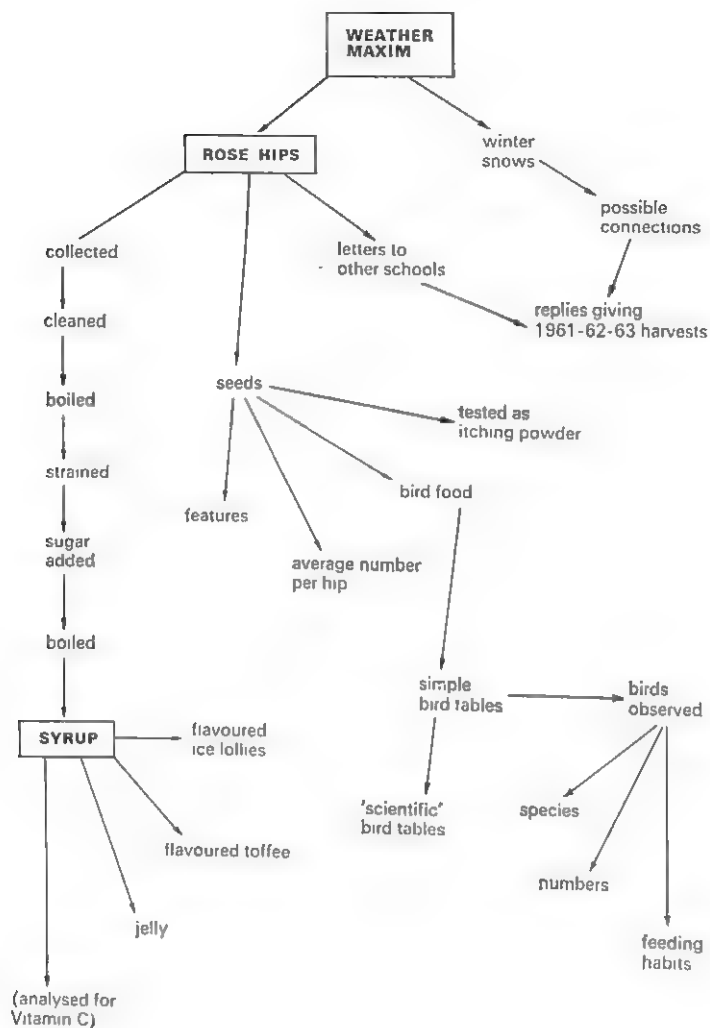 WEATHER
MAXIM
ROSE HIPS
winter
snows
possible
connections
collected
letters to
other schools
replies giving
1961-62-63 harvests
cleaned
seeds
tested as
itching powder
boiled
strained
bird food
features
sugar
added
average number
per hip
boiled
simple
bird tables
birds
observed
SYRUP
flavoured
ice lollies
'scientific'
bird tables
species
flavoured toffee
numbers
jelly
feeding
habits
(analysed for
Vitamin C)